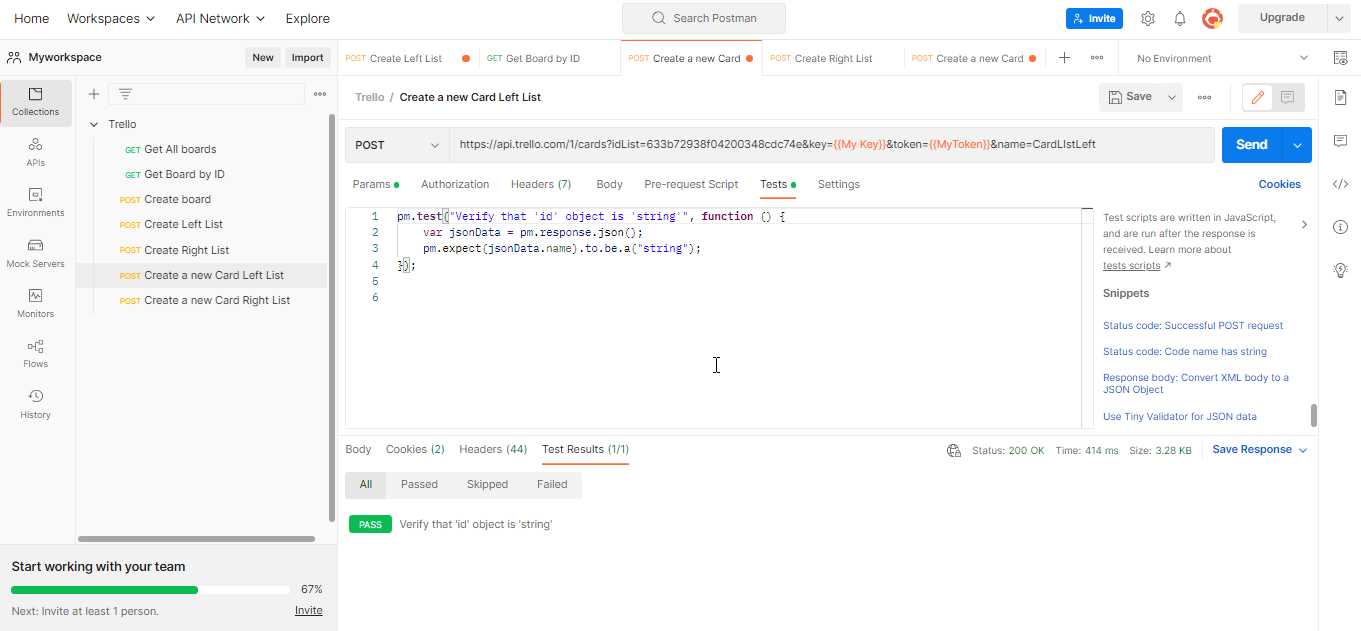 Home Workspaces API Network Explore Search Postman Invite Upgrade
Myworkspace New Import
POST Create Left List GET Get Board by ID POST Create a new Card POST Create Right List POST Create a new Card No Environment
Collections
APIs
Environments
Mock Servers
Monitors
Flows
History
Trello
GET Get All boards
GET Get Board by ID
POST Create board
POST Create Left List
POST Create Right List
POST Create a new Card Left List
POST Create a new Card Right List
Start working with your team
67%
Next: Invite at least 1 person. Invite
Trello / Create a new Card Left List Save
POST https://api.trello.com/1/cards?idList=633b72938f04200348cdc74e&key={{My Key}}&token={{MyToken}}&name=CardLIstLeft Send
Params Authorization Headers (7) Body Pre-request Script Tests Settings Cookies
1 pm.test("Verify that 'id' object is 'string'", function () {
2 var jsonData = pm.response.json();
3 pm.expect(jsonData.name).to.be.a("string");
4 });
5
6
Test scripts are written in JavaScript,
and are run after the response is
received. Learn more about
tests scripts ↗
Snippets
Status code: Successful POST request
Status code: Code name has string
Response body: Convert XML body to a
JSON Object
Use Tiny Validator for JSON data
Body Cookies (2) Headers (44) Test Results (1/1) Status: 200 OK Time: 414 ms Size: 3.28 KB Save Response
All Passed Skipped Failed
PASS Verify that 'id' object is 'string'